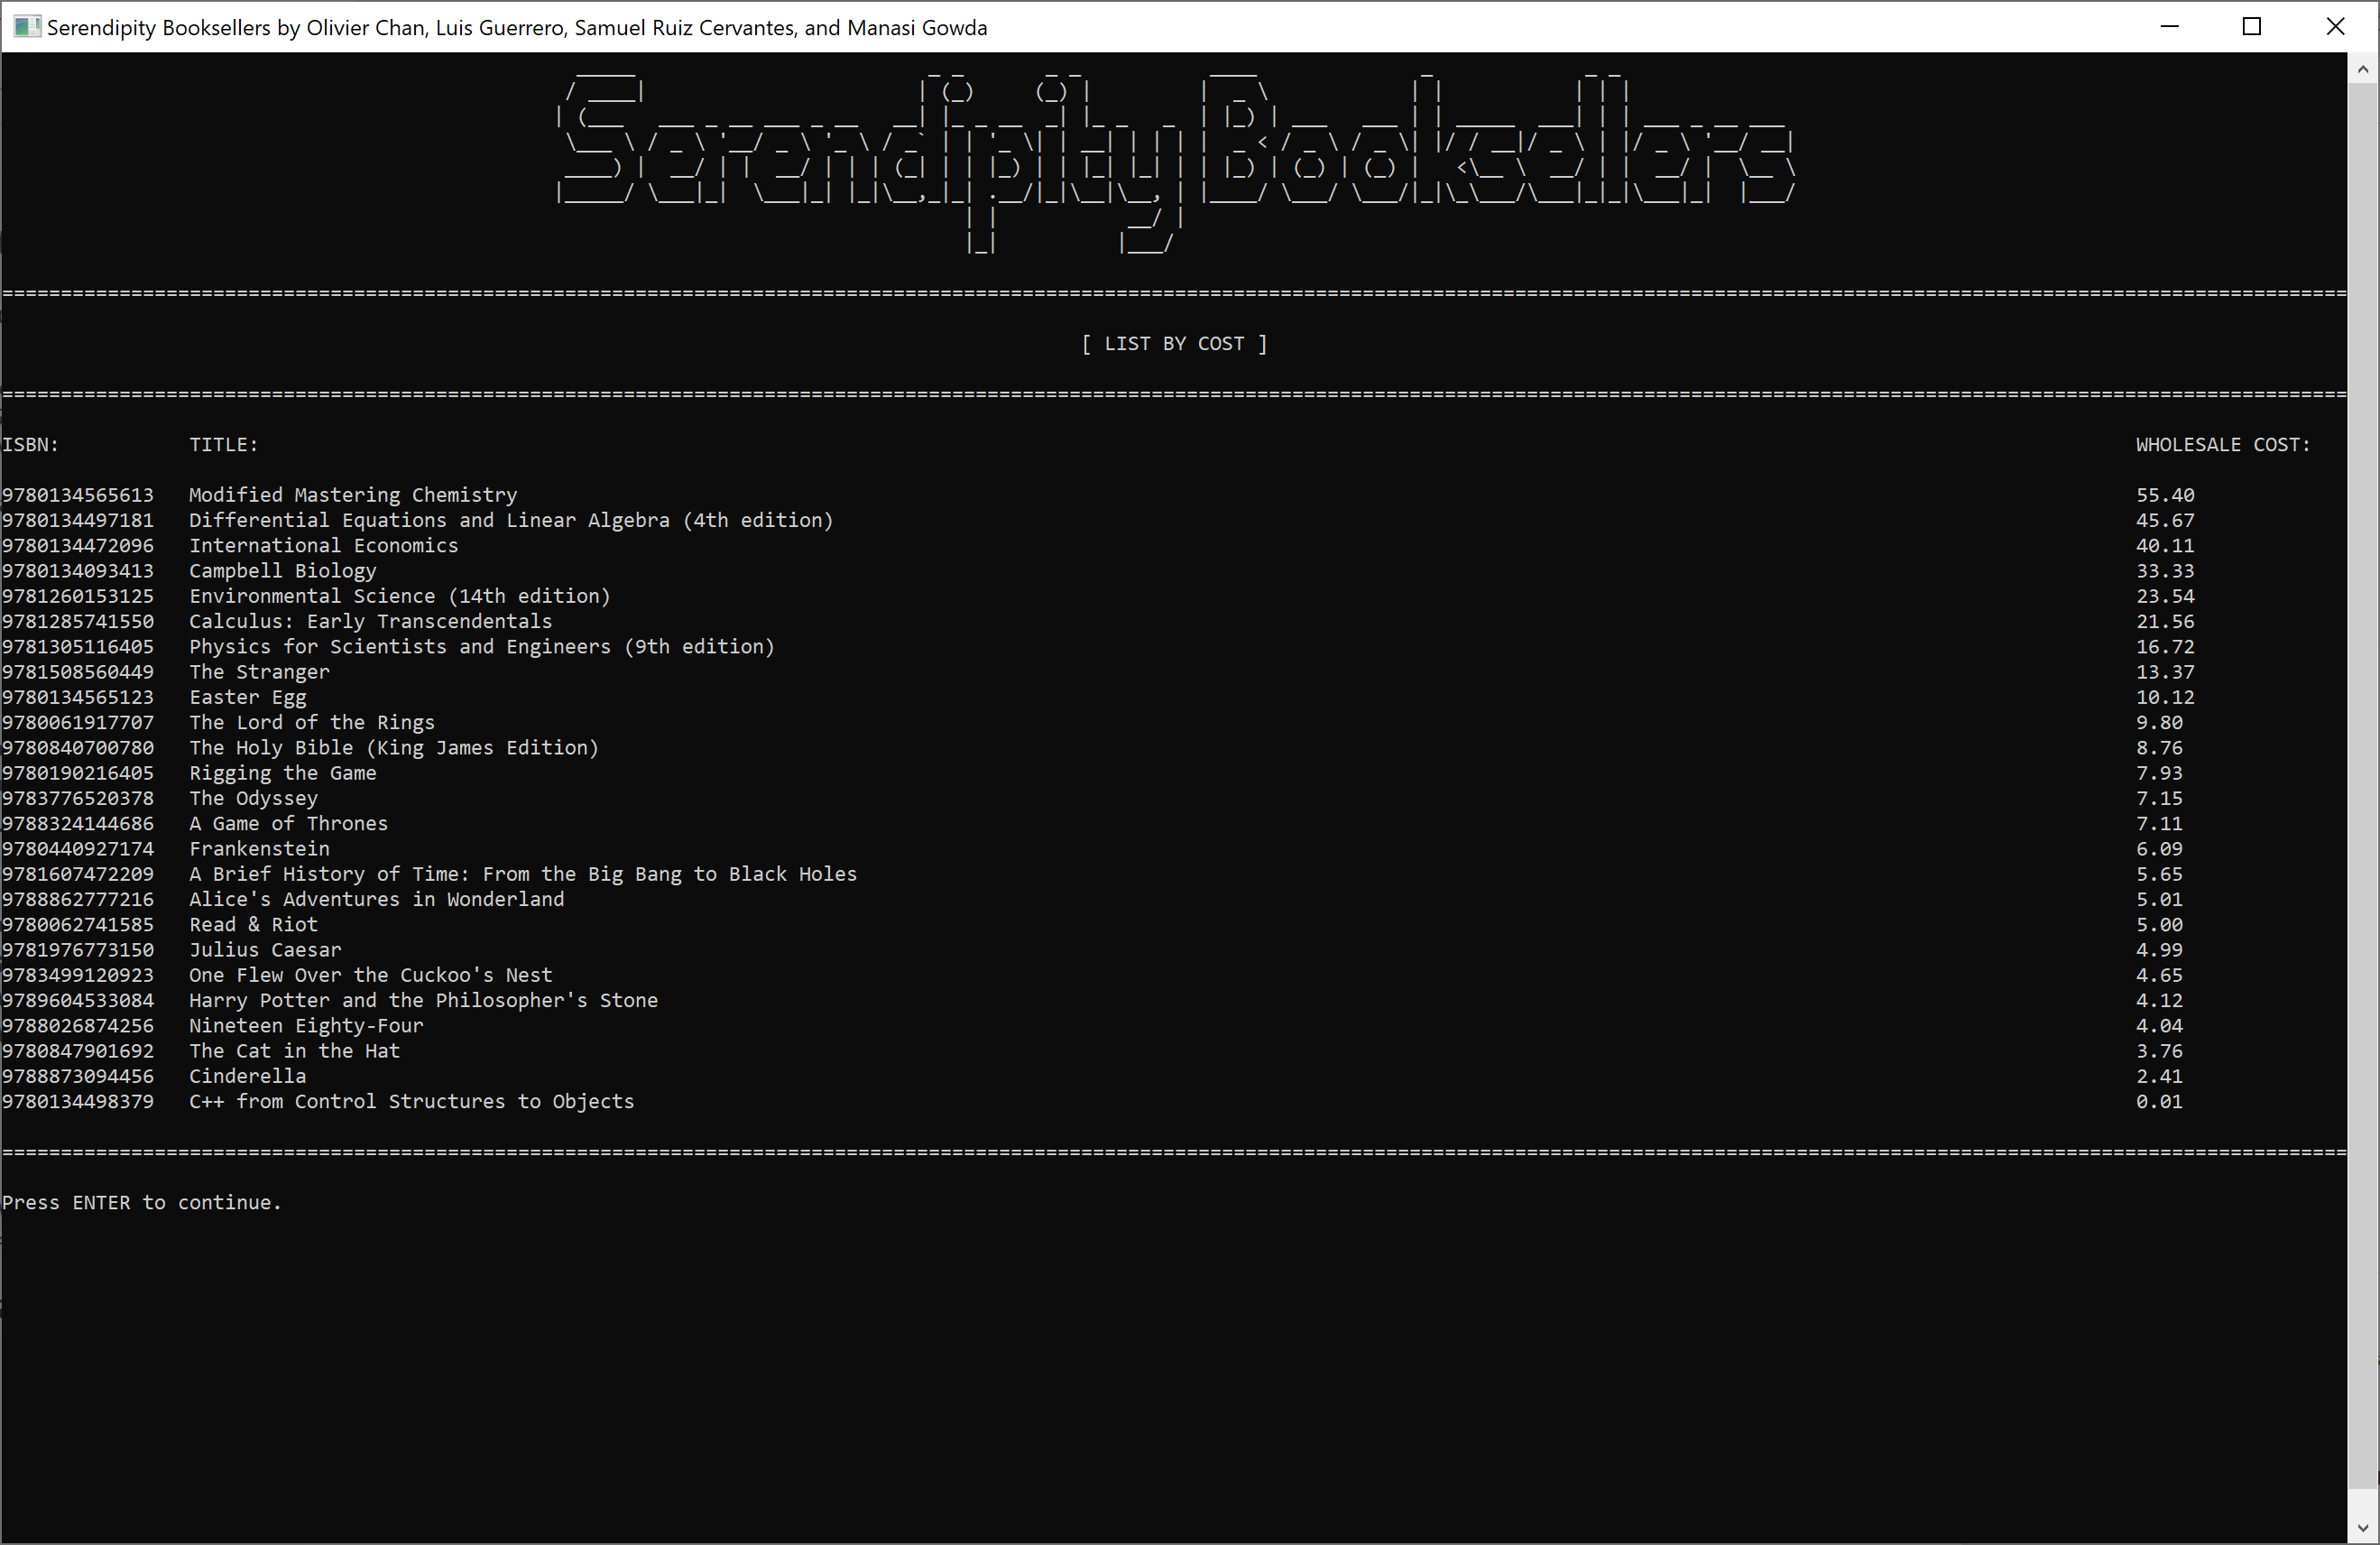 Serendipity Booksellers by Olivier Chan, Luis Guerrero, Samuel Ruiz Cervantes, and Manasi Gowda
Serendipity Booksellers
[ LIST BY COST ]
ISBN: TITLE: WHOLESALE COST:
9780134565613 Modified Mastering Chemistry 55.40
9780134497181 Differential Equations and Linear Algebra (4th edition) 45.67
9780134472096 International Economics 40.11
9780134093413 Campbell Biology 33.33
9781260153125 Environmental Science (14th edition) 23.54
9781285741550 Calculus: Early Transcendentals 21.56
9781305116405 Physics for Scientists and Engineers (9th edition) 16.72
9781508560449 The Stranger 13.37
9780134565123 Easter Egg 10.12
9780061917707 The Lord of the Rings 9.80
9780840700780 The Holy Bible (King James Edition) 8.76
9780190216405 Rigging the Game 7.93
9783776520378 The Odyssey 7.15
9788324144686 A Game of Thrones 7.11
9780440927174 Frankenstein 6.09
9781607472209 A Brief History of Time: From the Big Bang to Black Holes 5.65
9788862777216 Alice's Adventures in Wonderland 5.01
9780062741585 Read & Riot 5.00
9781976773150 Julius Caesar 4.99
9783499120923 One Flew Over the Cuckoo's Nest 4.65
9789604533084 Harry Potter and the Philosopher's Stone 4.12
9788026874256 Nineteen Eighty-Four 4.04
9780847901692 The Cat in the Hat 3.76
9788873094456 Cinderella 2.41
9780134498379 C++ from Control Structures to Objects 0.01
Press ENTER to continue.